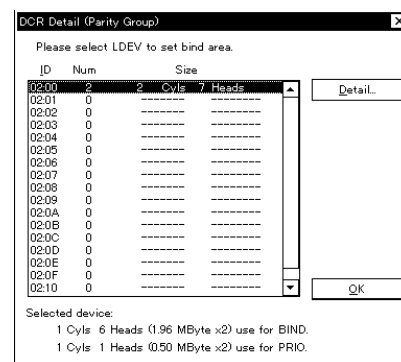 DCR Detail (Parity Group)
Please select LDEV to set bind area.
ID Num Size
02:00 2 2 Cyls 7 Heads
02:01 0 ------- --------
02:02 0 ------- --------
02:03 0 ------- --------
02:04 0 ------- --------
02:05 0 ------- --------
02:06 0 ------- --------
02:07 0 ------- --------
02:08 0 ------- --------
02:09 0 ------- --------
02:0A 0 ------- --------
02:0B 0 ------- --------
02:0C 0 ------- --------
02:0D 0 ------- --------
02:0E 0 ------- --------
02:0F 0 ------- --------
02:10 0 ------- --------
Detail...
OK
Selected device:
1 Cyls 6 Heads (1.96 MByte x2) use for BIND.
1 Cyls 1 Heads (0.50 MByte x2) use for PRIO.